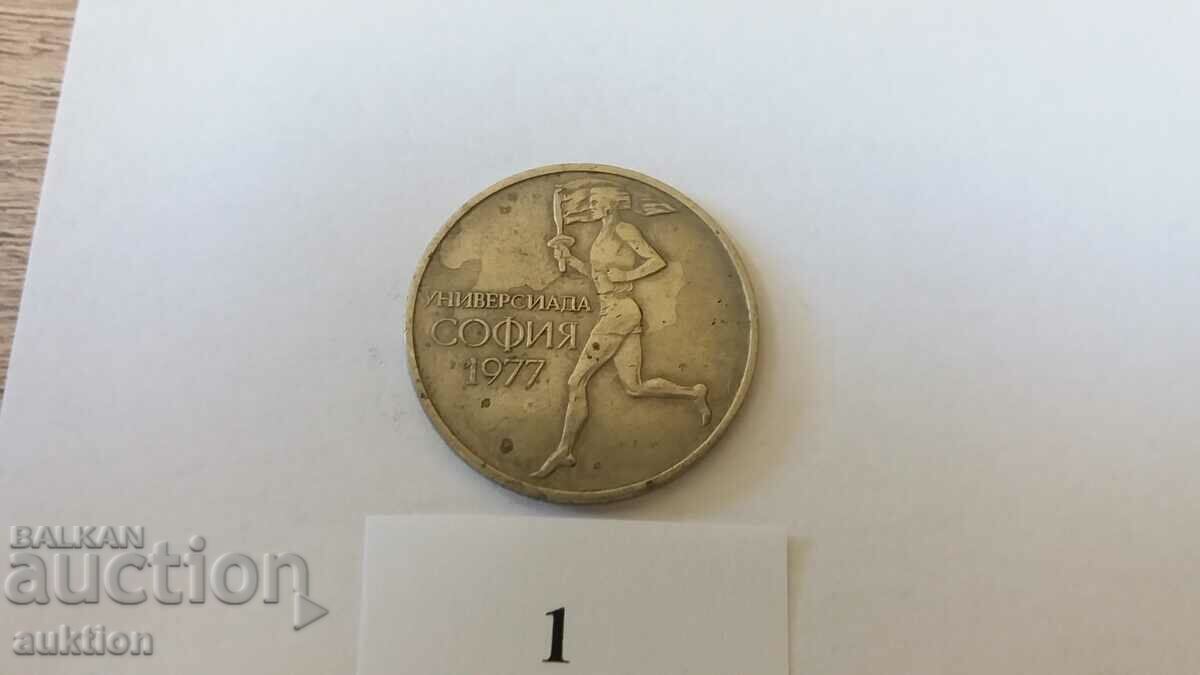 УНИВЕРСИАДА
СОФИЯ
1977
BALKAN
auction
auktion
1